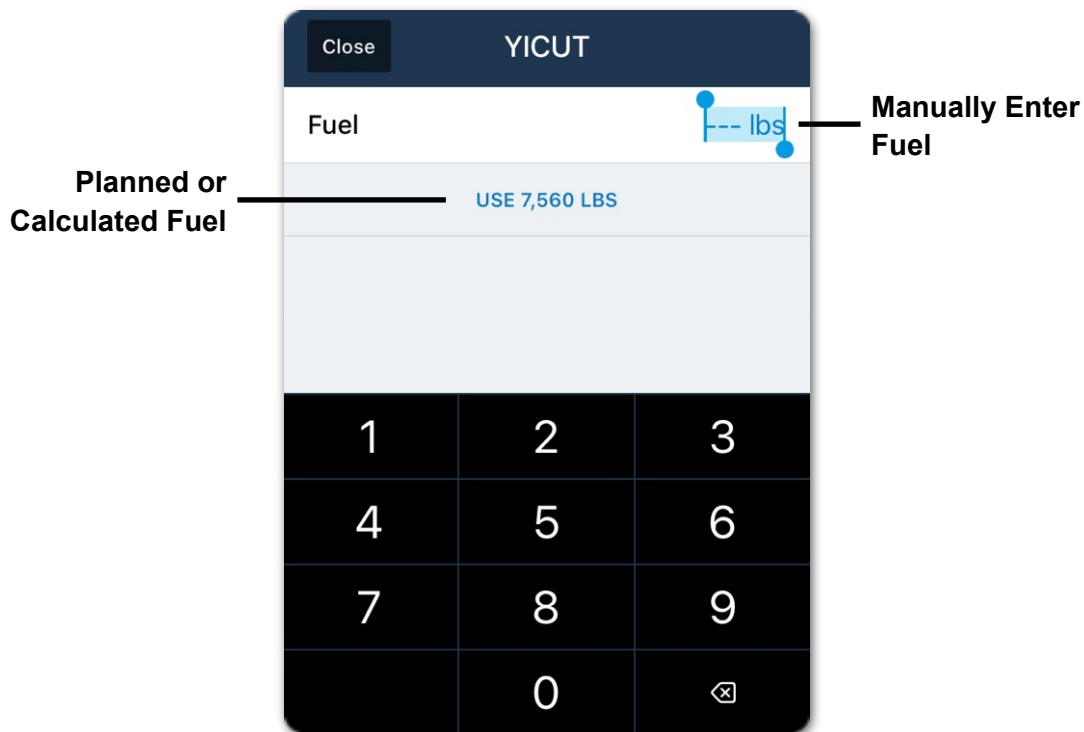 Close
YICUT
Fuel
--- lbs
Manually Enter
Fuel
Planned or
Calculated Fuel
USE 7,560 LBS
1 2 3
4 5 6
7 8 9
0